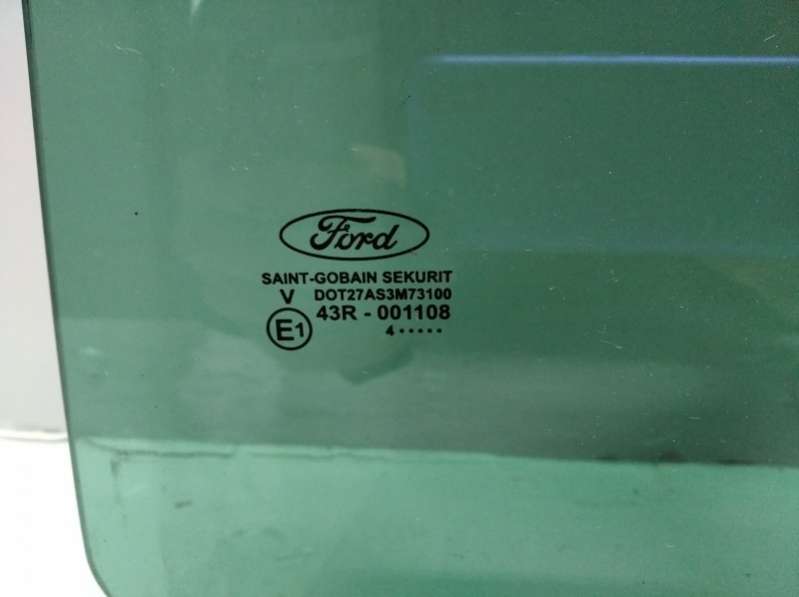 Ford
SAINT-GOBAIN SEKURIT
V DOT27AS3M73100
E1 43R - 001108
4•••••